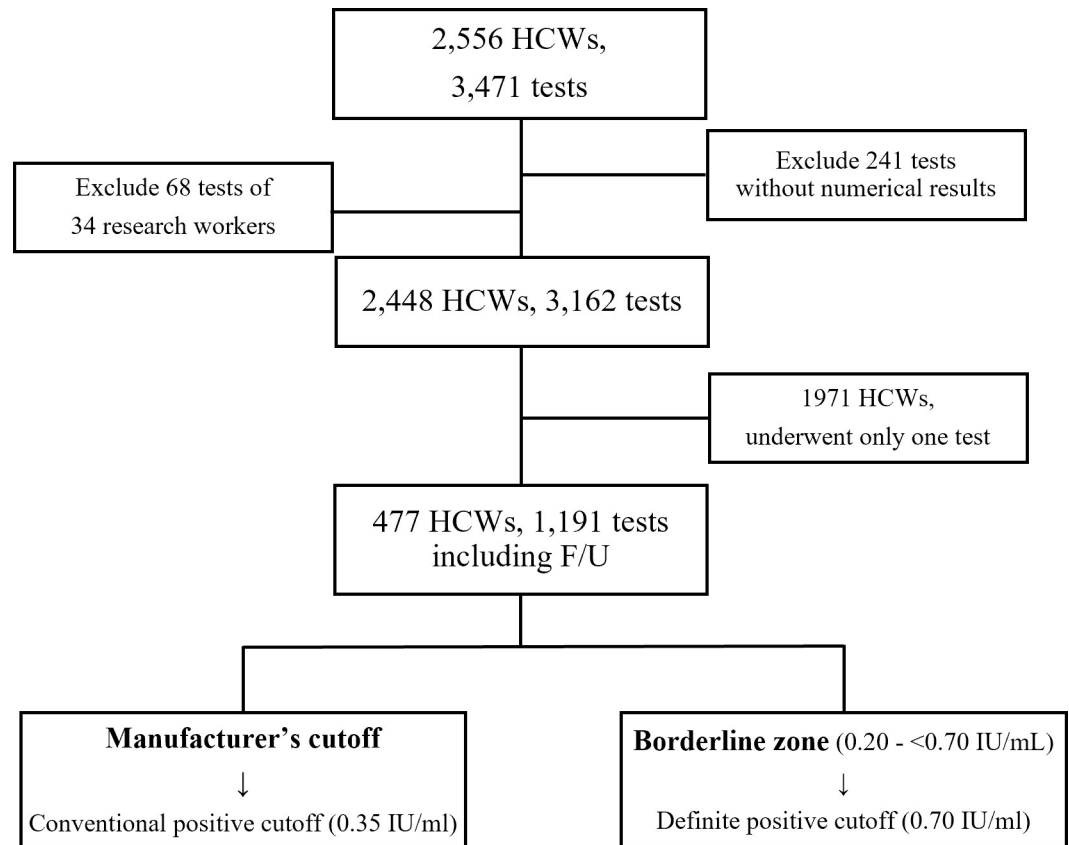 2,556 HCWs,
3,471 tests
Exclude 241 tests
without numerical results
Exclude 68 tests of
34 research workers
2,448 HCWs, 3,162 tests
1971 HCWs,
underwent only one test
477 HCWs, 1,191 tests
including F/U
Manufacturer’s cutoff
↓
Conventional positive cutoff (0.35 IU/ml)
Borderline zone (0.20 - <0.70 IU/mL)
↓
Definite positive cutoff (0.70 IU/ml)